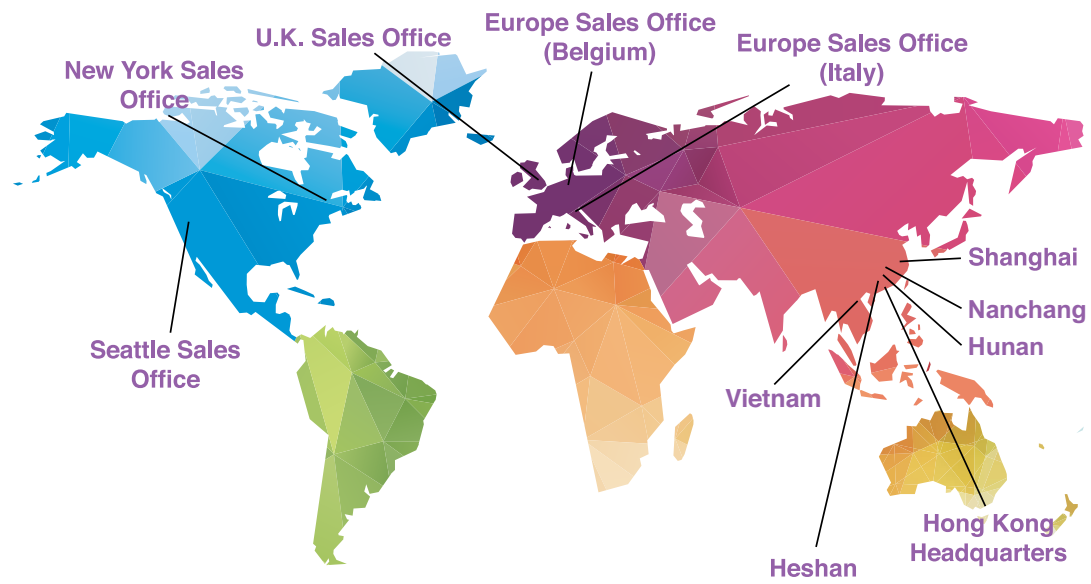 U.K. Sales Office
Europe Sales Office
(Belgium)
Europe Sales Office
(Italy)
New York Sales
Office
Seattle Sales
Office
Shanghai
Nanchang
Hunan
Vietnam
Hong Kong
Headquarters
Heshan